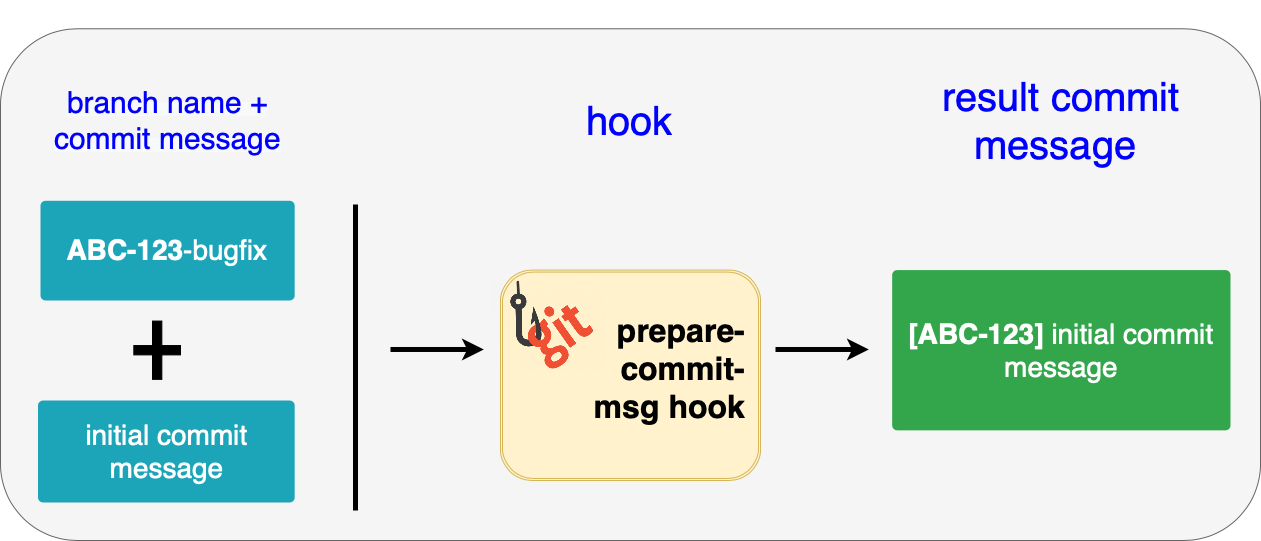 branch name +
commit message
hook
result commit
message
ABC-123-bugfix
+
initial commit
message
git
prepare-
commit-
msg hook
[ABC-123] initial commit
message